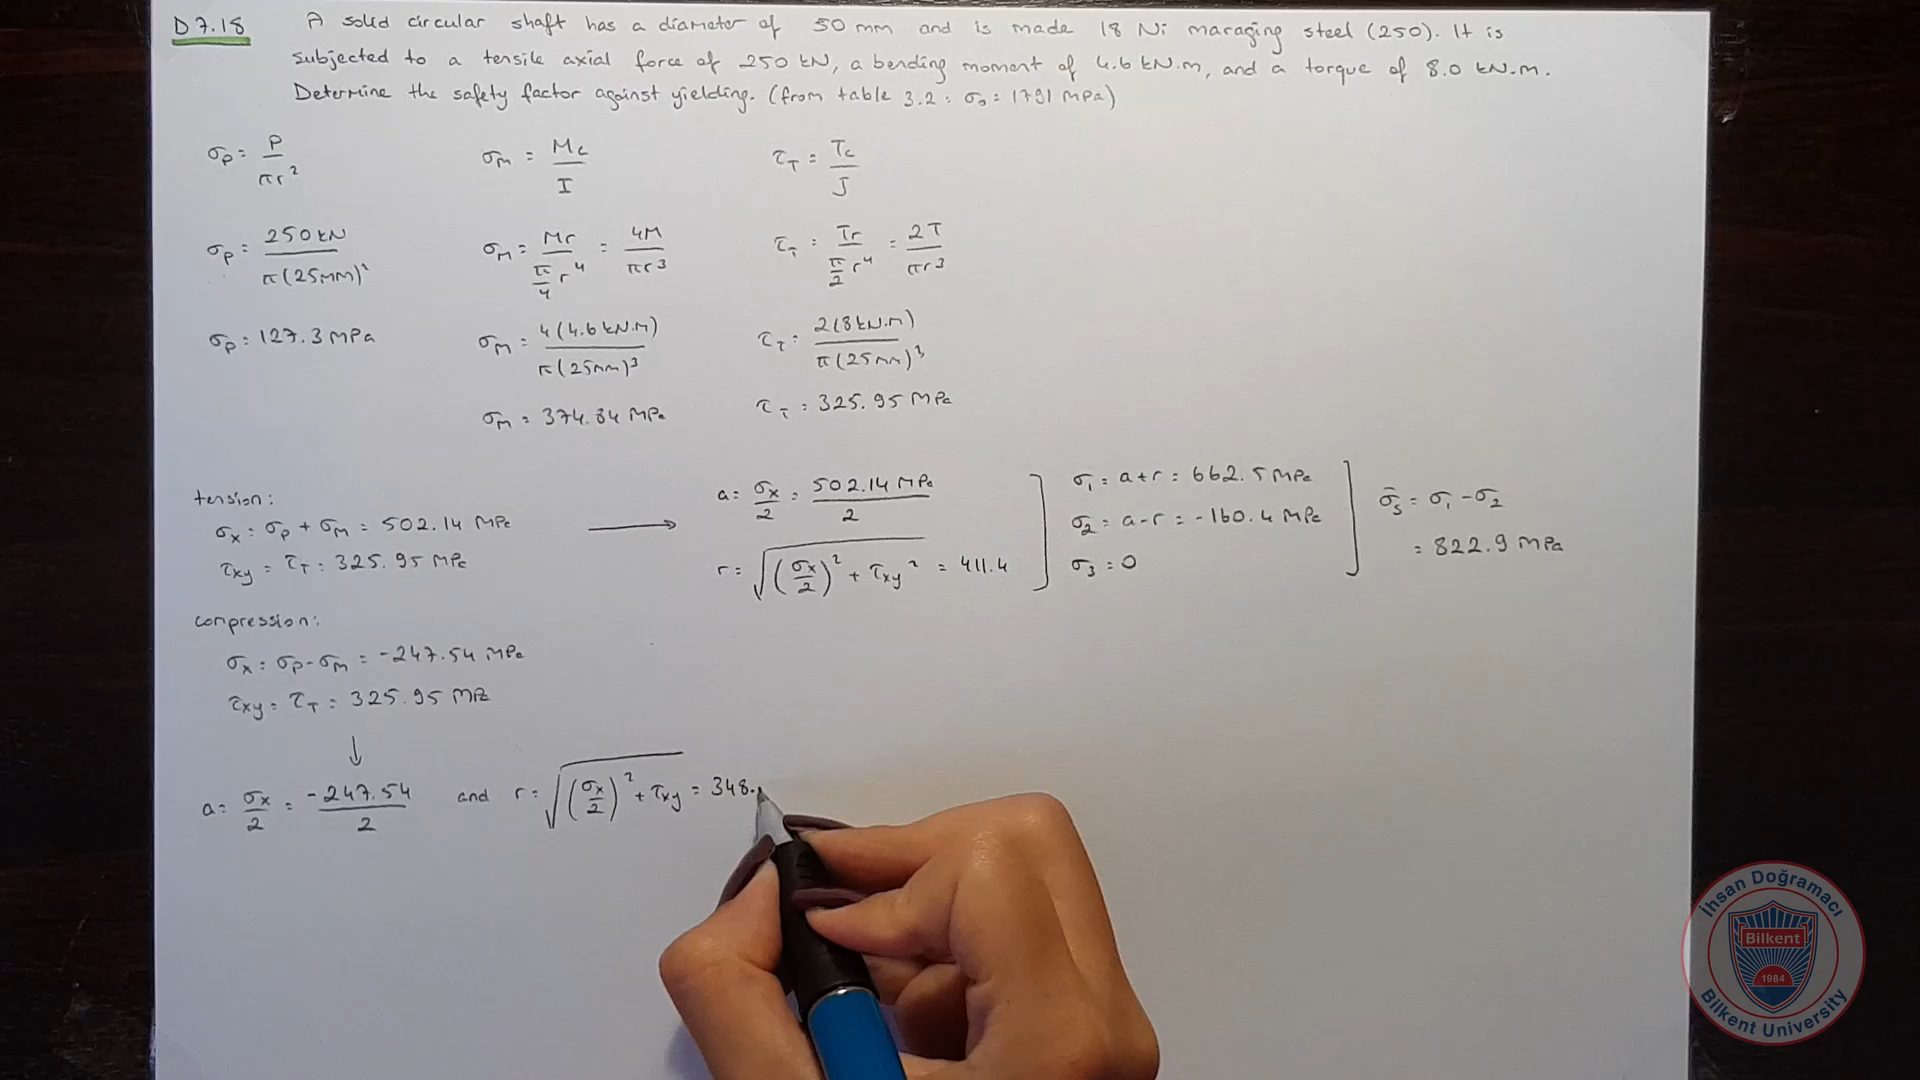 D7.18 A solid circular shaft has a diameter of 50 mm and is made 18 Ni maraging steel (250). It is
subjected to a tensile axial force of 250 kN, a bending moment of 4.6 kN.m, and a torque of 8.0 kN.m.
Determine the safety factor against yielding. (from table 3.2 : σ₀ = 1791 MPa)
σP = P / πr²
σM = Mc / I
τT = Tc / J
σP = 250 kN / π(25mm)²
σM = Mr / (π/4 r⁴) = 4M / πr³
τT = Tr / (π/2 r⁴) = 2T / πr³
σP = 127.3 MPa
σM = 4(4.6 kN.m) / π(25mm)³
τT = 2(8kN.m) / π(25mm)³
σM = 374.84 MPa
τT = 325.95 MPa
tension:
σx = σP + σM = 502.14 MPa
τxy = τT = 325.95 MPa
a = σx/2 = 502.14 MPa / 2
r = √((σx/2)² + τxy²) = 411.4
σ1 = a+r = 662.5 MPa
σ2 = a-r = -160.4 MPa
σ3 = 0
σ̄s = σ1 - σ2
= 822.9 MPa
compression:
σx = σP - σM = -247.54 MPa
τxy = τT = 325.95 MPa
↓
a = σx/2 = -247.54 / 2 and r = √((σx/2)² + τxy = 348.
İhsan Doğramacı
Bilkent
1984
Bilkent University